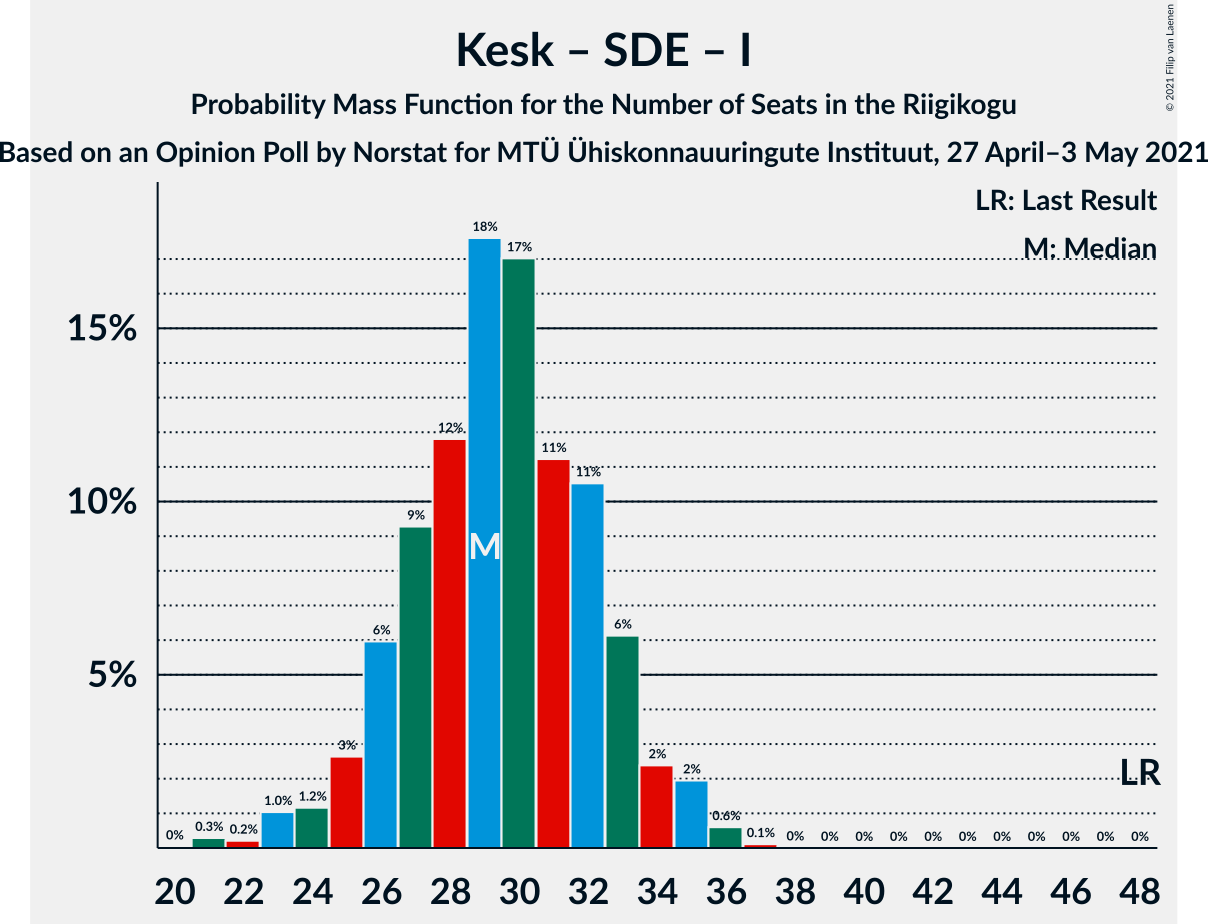 Kesk – SDE – I
Probability Mass Function for the Number of Seats in the Riigikogu
Based on an Opinion Poll by Norstat for MTÜ Ühiskonnauuringute Instituut, 27 April–3 May 2021
© 2021 Filip van Laenen
LR: Last Result
M: Median
18%
17%
15%
12%
11%
11%
10%
9%
M
6%
6%
5%
3%
2%
2%
LR
0% 0.3% 0.2% 1.0% 1.2% 0.6% 0.1% 0% 0% 0% 0% 0% 0% 0% 0% 0% 0% 0%
20 22 24 26 28 30 32 34 36 38 40 42 44 46 48